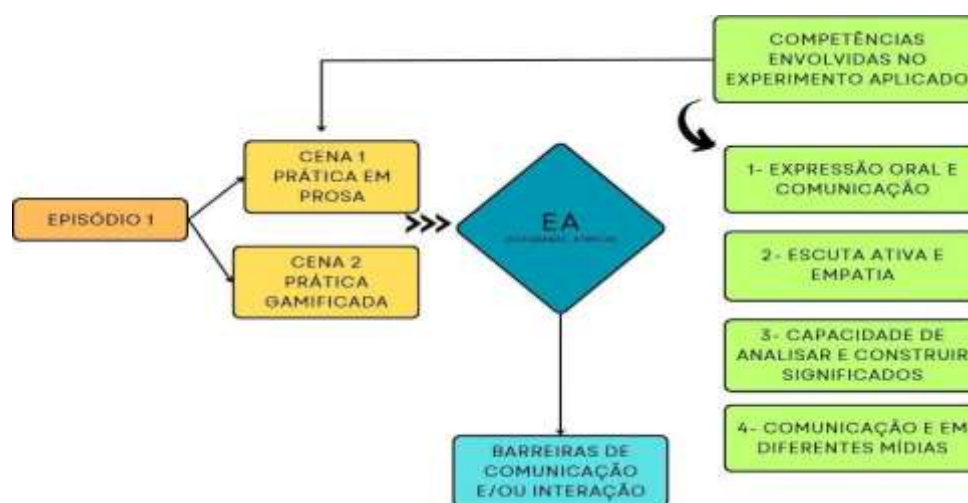 COMPETÊNCIAS
ENVOLVIDAS NO
EXPERIMENTO APLICADO
CENA 1
PRÁTICA EM
PROSA
EPISÓDIO 1
EA
CENA 2
PRÁTICA
GAMIFICADA
1- EXPRESSÃO ORAL E
COMUNICAÇÃO
2- ESCUTA ATIVA E
EMPATIA
3- CAPACIDADE DE
ANALISAR E CONSTRUIR
SIGNIFICADOS
4- COMUNICAÇÃO E EM
DIFERENTES MÍDIAS
BARREIRAS DE
COMUNICAÇÃO
E/OU INTERAÇÃO